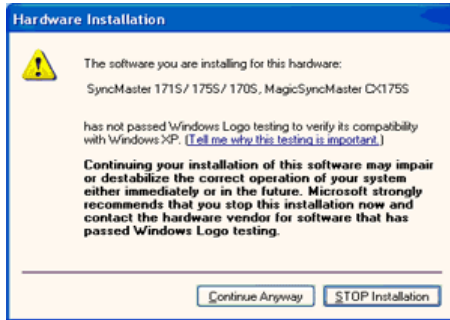 Hardware Installation
The software you are installing for this hardware:
SyncMaster 171S/ 175S/ 170S, MagicSyncMaster CX175S
has not passed Windows Logo testing to verify its compatibility
with Windows XP. (Tell me why this testing is important.)
Continuing your installation of this software may impair
or destabilize the correct operation of your system
either immediately or in the future. Microsoft strongly
recommends that you stop this installation now and
contact the hardware vendor for software that has
passed Windows Logo testing.
Continue Anyway
STOP Installation